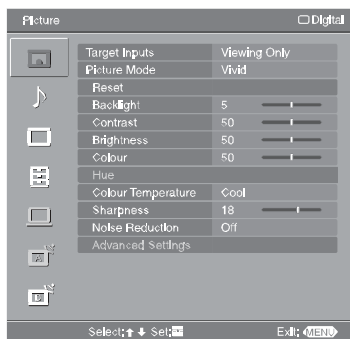 Picture Digital
Target Inputs Viewing Only
Picture Mode Vivid
Reset
Backlight 5
Contrast 50
Brightness 50
Colour 50
Hue
Colour Temperature Cool
Sharpness 18
Noise Reduction Off
Advanced Settings
Select: Set: Exit: MENU